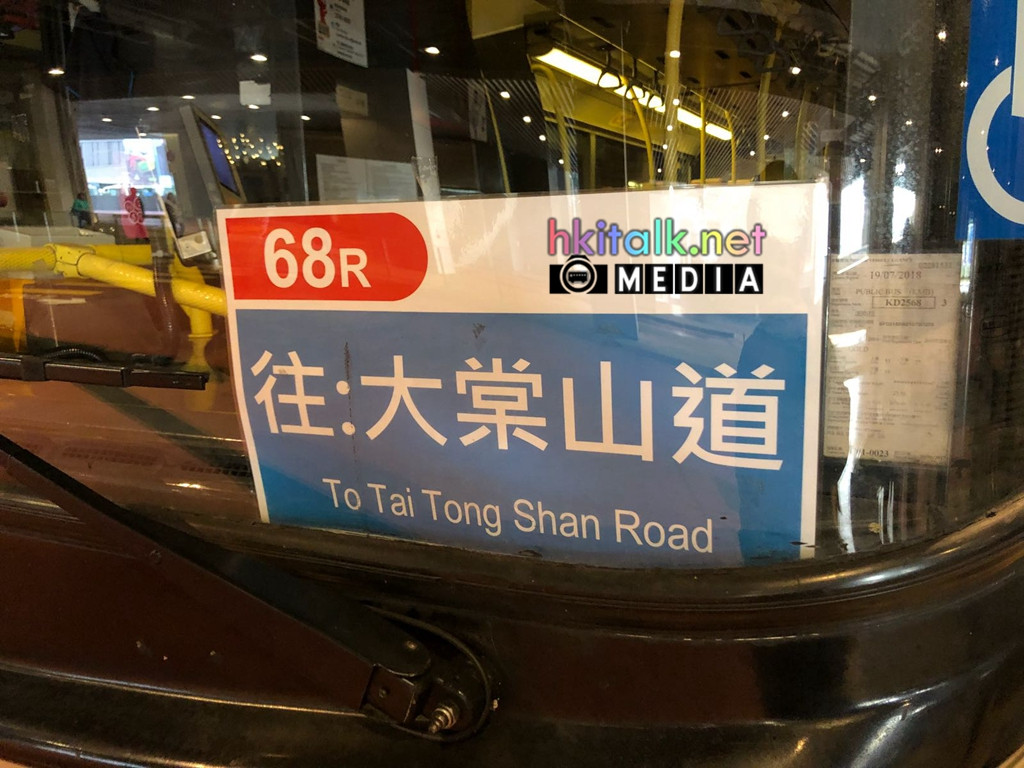 68R
hkitalk.net
MEDIA
往:大棠山道
To Tai Tong Shan Road
19/07/2018
PUBLIC BUS
KD2568 3